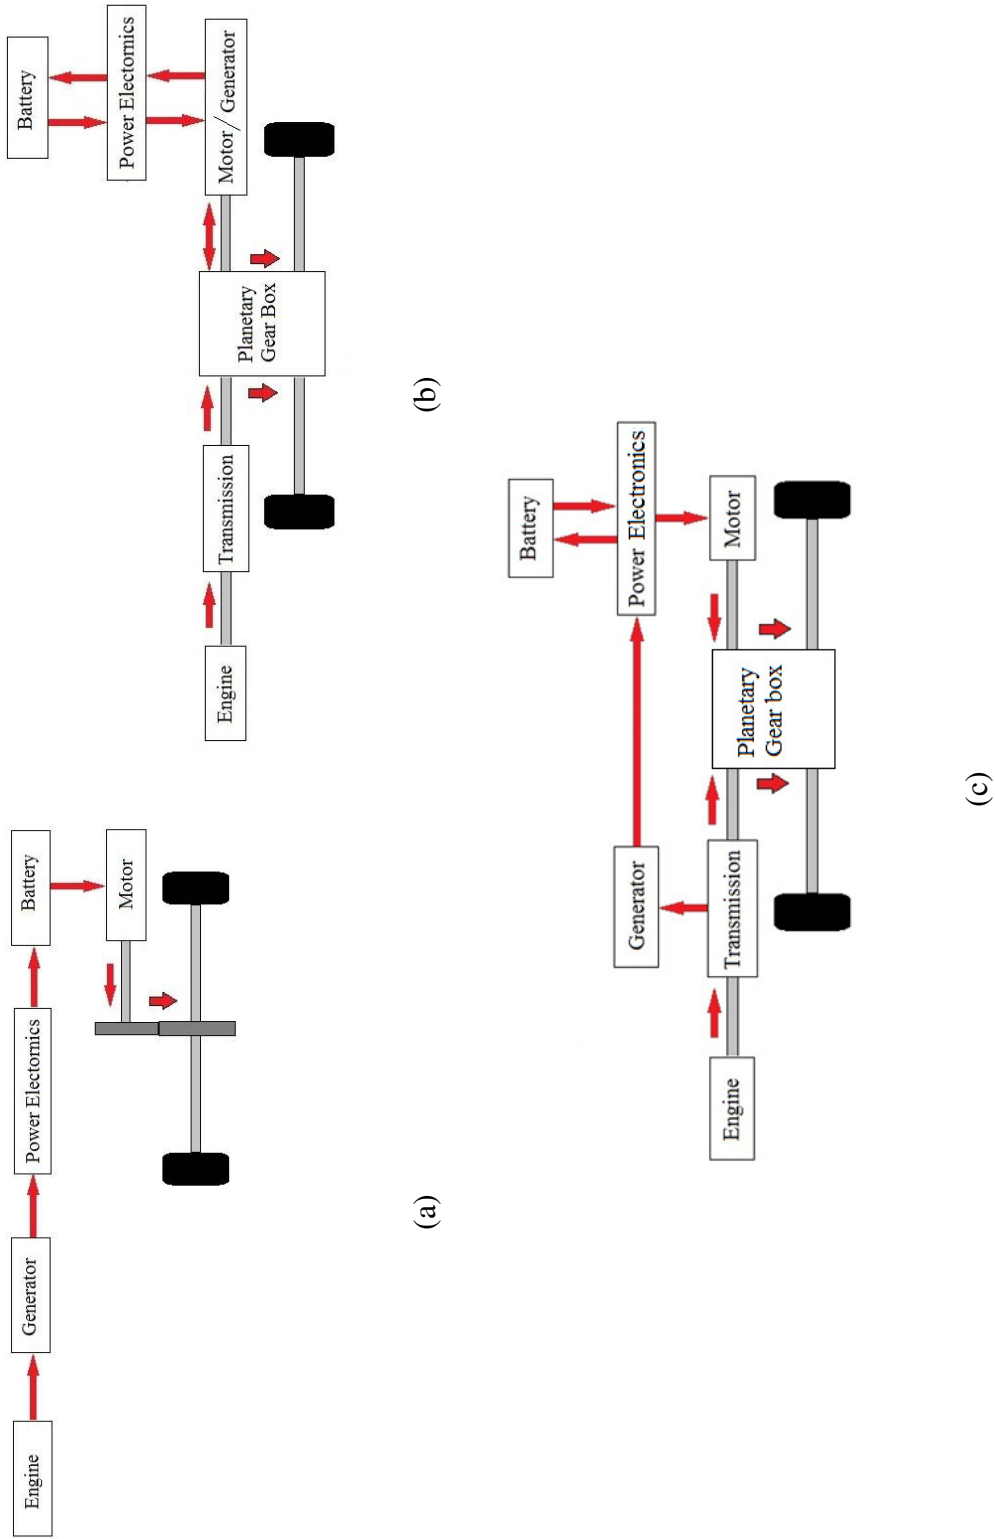 Engine
Generator
Power Electornics
Battery
Motor
(a)
Engine
Transmission
Planetary
Gear Box
Motor/Generator
Power Electornics
Battery
(b)
Engine
Transmission
Generator
Planetary
Gear box
Motor
Power Electronics
Battery
(c)